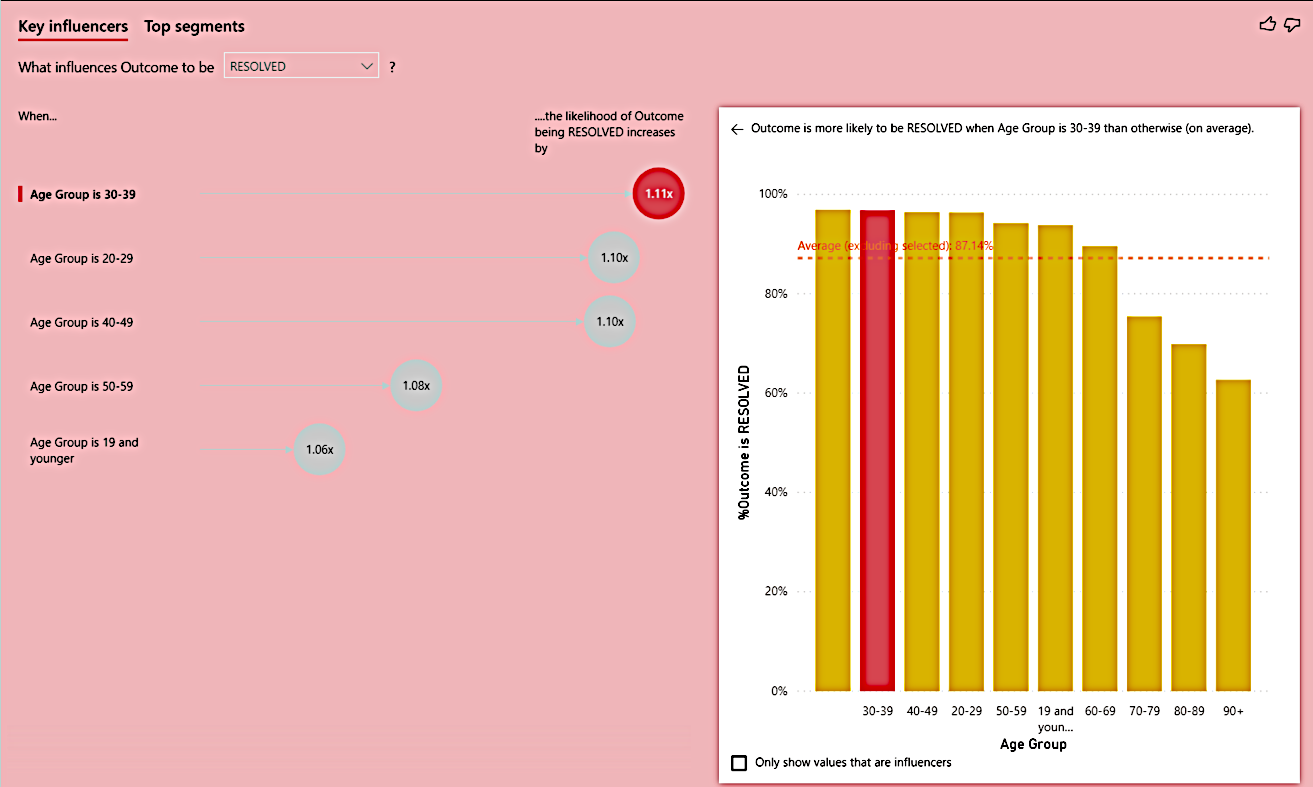 Key influencers Top segments
What influences Outcome to be RESOLVED ?
When...
....the likelihood of Outcome
being RESOLVED increases
by
Age Group is 30-39 1.11x
Age Group is 20-29 1.10x
Age Group is 40-49 1.10x
Age Group is 50-59 1.08x
Age Group is 19 and
younger
1.06x
Outcome is more likely to be RESOLVED when Age Group is 30-39 than otherwise (on average).
100%
Average (excluding selected): 87.14%
80%
60%
40%
20%
0%
%Outcome is RESOLVED
30-39 40-49 20-29 50-59 19 and 60-69 70-79 80-89 90+
youn...
Age Group
Only show values that are influencers